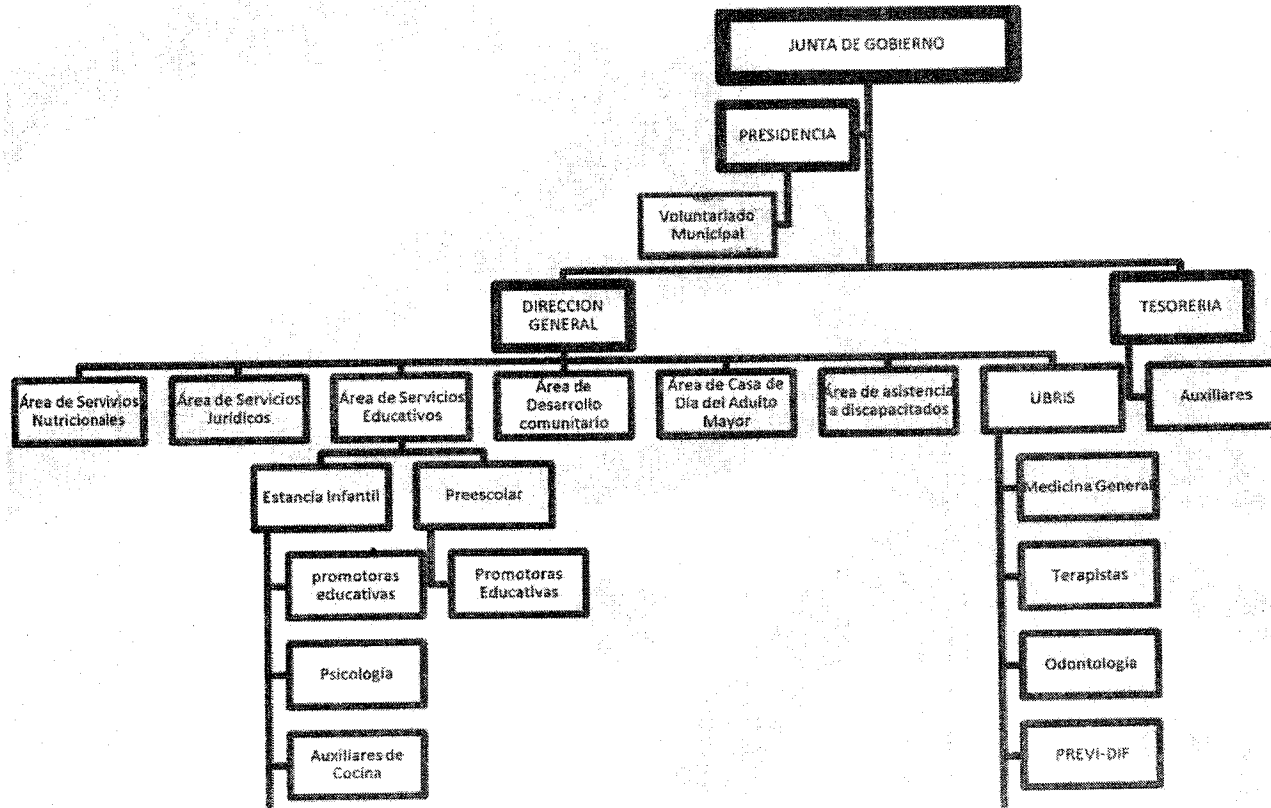 JUNTA DE GOBIERNO
PRESIDENCIA
Voluntariado
Municipal
DIRECCION
GENERAL
TESORERIA
Área de Servivios
Nutricionales
Área de Servicios
Jurídicos
Área de Servicios
Educativos
Área de
Desarrollo
comunitario
Área de Casa de
Día del Adulto
Mayor
Área de asistencia
a discapacitados
UBRIS
Auxiliares
Estancia Infantil
Preescolar
Medicina General
promotoras
educativas
Promotoras
Educativas
Terapistas
Psicología
Odontología
Auxiliares de
Cocina
PREVI-DIF